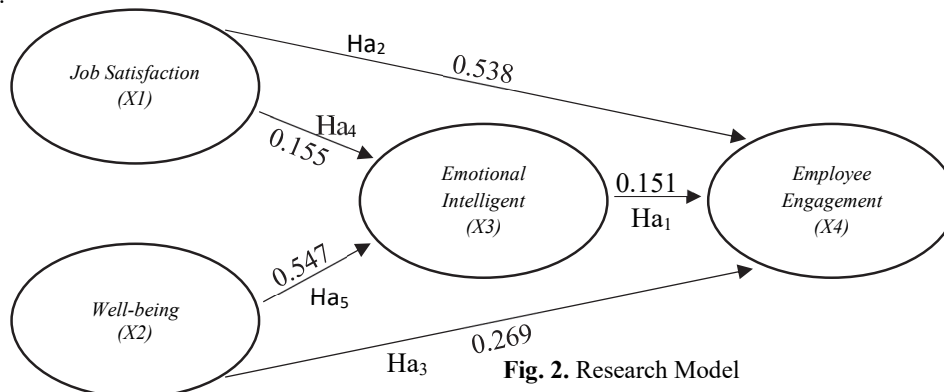 .
Job Satisfaction
(X1)
Ha₂
0.538
Ha₄
0.155
Emotional
Intelligent
(X3)
0.151
Ha₁
Employee
Engagement
(X4)
0.547
Ha₅
Well-being
(X2)
Ha₃
0.269
Fig. 2. Research Model